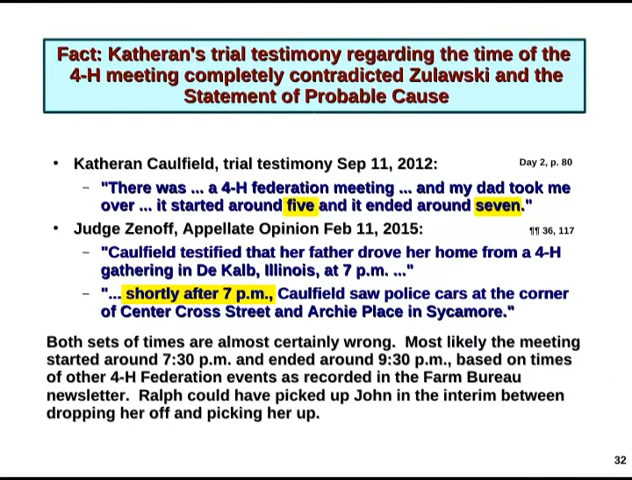 Fact: Katheran's trial testimony regarding the time of the
4-H meeting completely contradicted Zulawski and the
Statement of Probable Cause
• Katheran Caulfield, trial testimony Sep 11, 2012: Day 2, p. 80
– "There was ... a 4-H federation meeting ... and my dad took me
over ... it started around five and it ended around seven."
• Judge Zenoff, Appellate Opinion Feb 11, 2015: ¶¶ 36, 117
– "Caulfield testified that her father drove her home from a 4-H
gathering in De Kalb, Illinois, at 7 p.m. ..."
– "... shortly after 7 p.m., Caulfield saw police cars at the corner
of Center Cross Street and Archie Place in Sycamore."
Both sets of times are almost certainly wrong. Most likely the meeting
started around 7:30 p.m. and ended around 9:30 p.m., based on times
of other 4-H Federation events as recorded in the Farm Bureau
newsletter. Ralph could have picked up John in the interim between
dropping her off and picking her up.
32